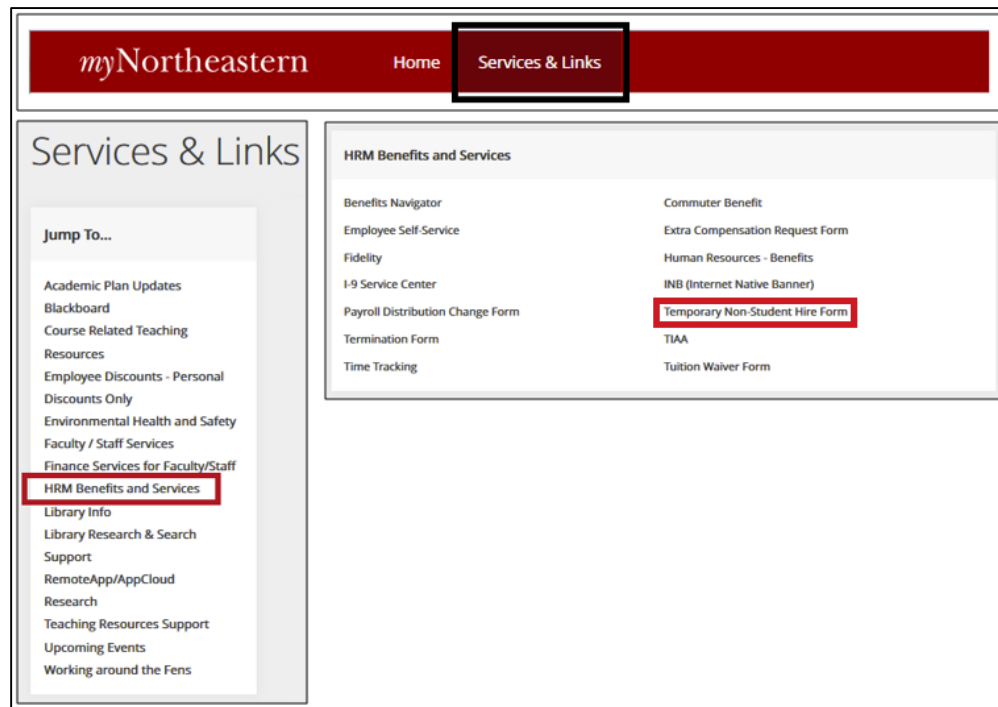 myNortheastern Home Services & Links
Services & Links
Jump To...
Academic Plan Updates
Blackboard
Course Related Teaching
Resources
Employee Discounts - Personal
Discounts Only
Environmental Health and Safety
Faculty / Staff Services
Finance Services for Faculty/Staff
HRM Benefits and Services
Library Info
Library Research & Search
Support
RemoteApp/AppCloud
Research
Teaching Resources Support
Upcoming Events
Working around the Fens
HRM Benefits and Services
Benefits Navigator Commuter Benefit
Employee Self-Service Extra Compensation Request Form
Fidelity Human Resources - Benefits
I-9 Service Center INB (Internet Native Banner)
Payroll Distribution Change Form Temporary Non-Student Hire Form
Termination Form TIAA
Time Tracking Tuition Waiver Form